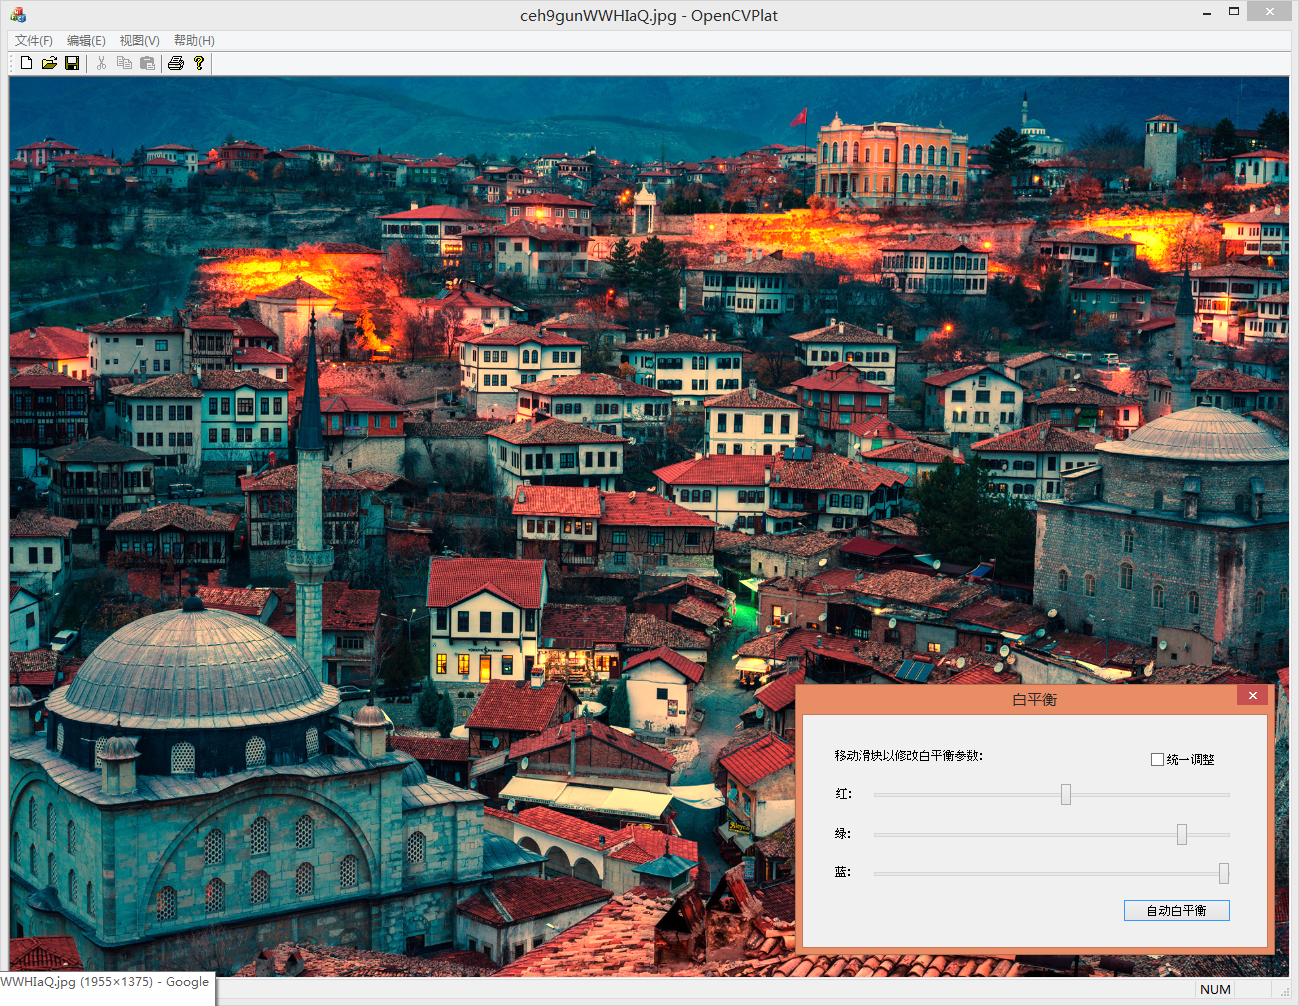 ceh9gunWWHIaQ.jpg - OpenCVPlat
文件(F) 编辑(E) 视图(V) 帮助(H)
白平衡
移动滑块以修改白平衡参数:
统一调整
红:
绿:
蓝:
自动白平衡
WWHIaQ.jpg (1955×1375) - Google
NUM